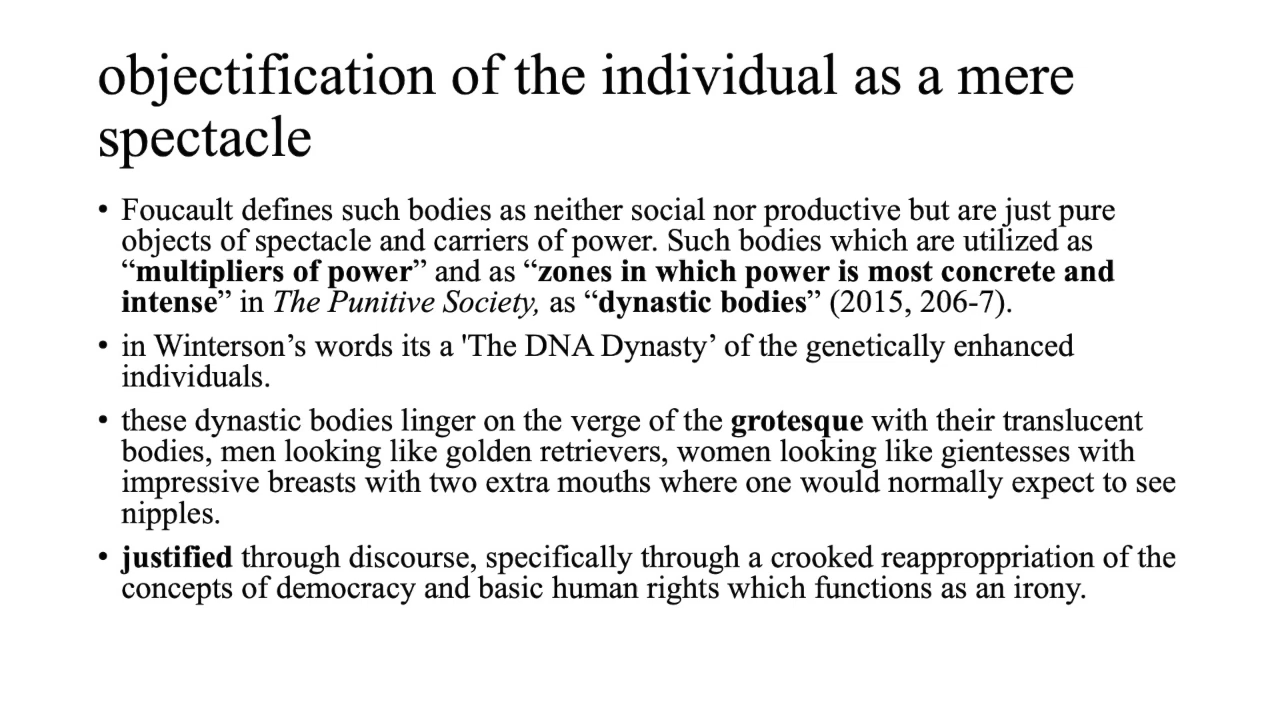 objectification of the individual as a mere
spectacle
• Foucault defines such bodies as neither social nor productive but are just pure
objects of spectacle and carriers of power. Such bodies which are utilized as
“multipliers of power” and as “zones in which power is most concrete and
intense” in The Punitive Society, as “dynastic bodies” (2015, 206-7).
• in Winterson’s words its a 'The DNA Dynasty’ of the genetically enhanced
individuals.
• these dynastic bodies linger on the verge of the grotesque with their translucent
bodies, men looking like golden retrievers, women looking like gientesses with
impressive breasts with two extra mouths where one would normally expect to see
nipples.
• justified through discourse, specifically through a crooked reapproppriation of the
concepts of democracy and basic human rights which functions as an irony.